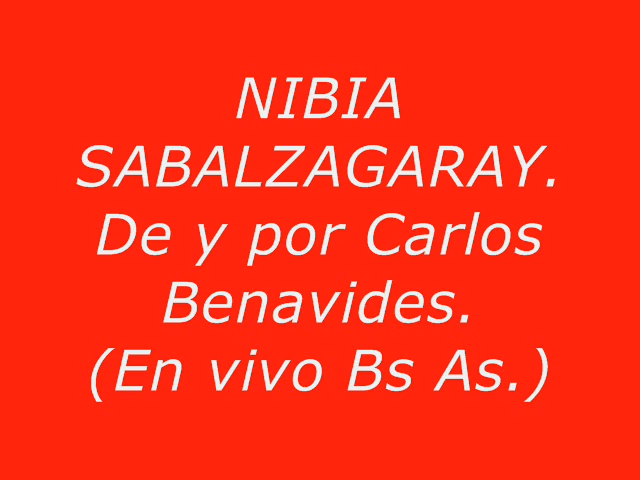 NIBIA
SABALZAGARAY.
De y por Carlos
Benavides.
(En vivo Bs As.)